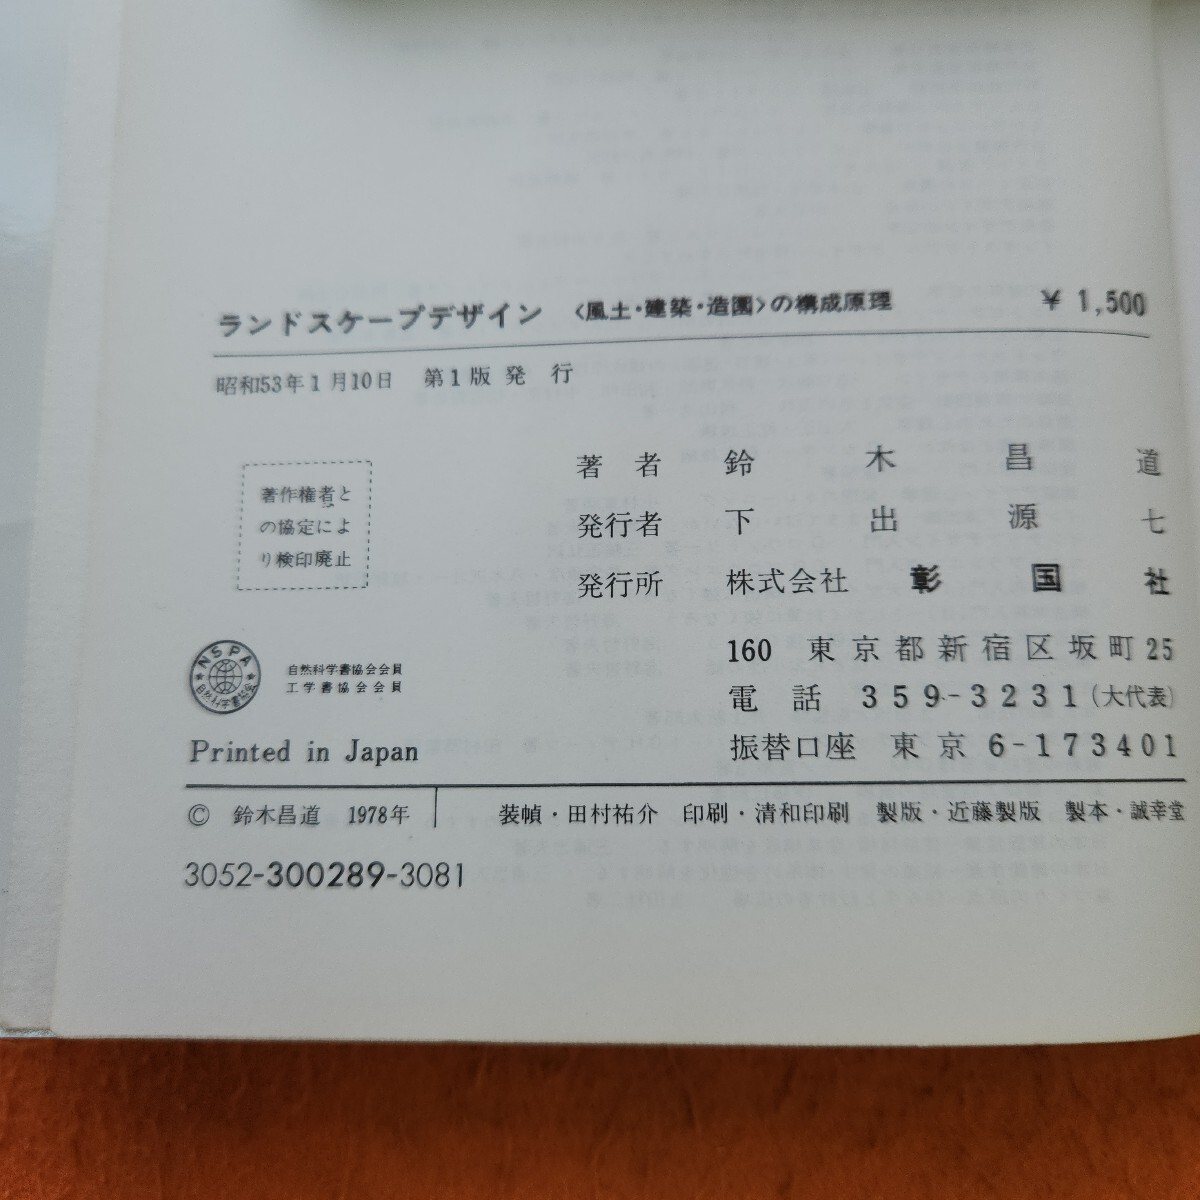 ランドスケープデザイン 〈風土・建築・造園〉の構成原理 ¥ 1,500
昭和53年1月10日 第1版 発 行
著作権者と
の協定によ
り検印廃止
著 者 鈴 木 昌 道
発行者 下 出 源 七
発行所 株式会社 彰 国 社
160 東京都新宿区坂町25
電 話 359-3231(大代表)
振替口座 東京 6-173401
NSPA
自然科学書協会
自然科学書協会会員
工学書協会会員
Printed in Japan
© 鈴木昌道 1978年 装幀・田村祐介 印刷・清和印刷 製版・近藤製版 製本・誠幸堂
3052-300289-3081